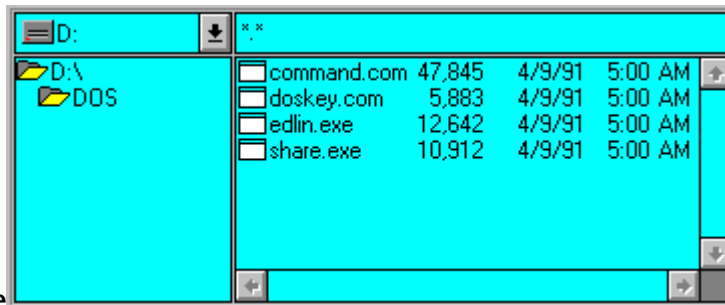 D:
*.*
D:\
DOS
command.com 47,845 4/9/91 5:00 AM
doskey.com 5,883 4/9/91 5:00 AM
edlin.exe 12,642 4/9/91 5:00 AM
share.exe 10,912 4/9/91 5:00 AM
e